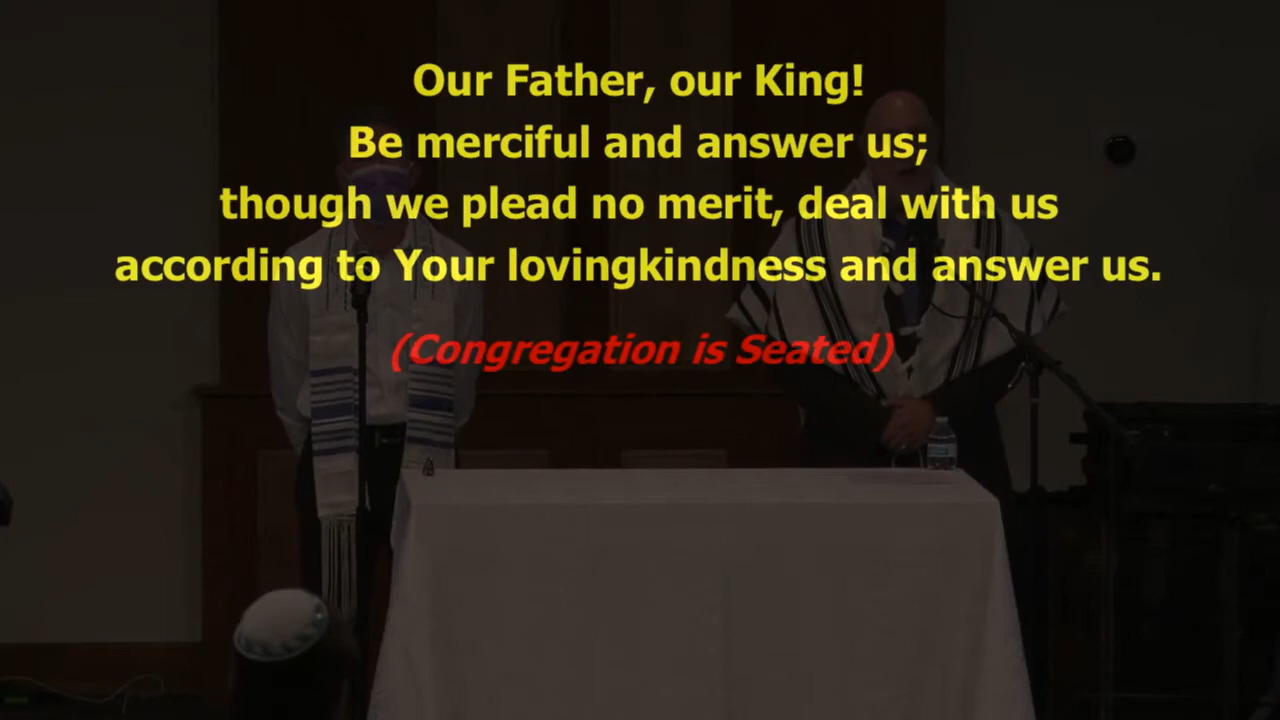 Our Father, our King!
Be merciful and answer us;
though we plead no merit, deal with us
according to Your lovingkindness and answer us.
(Congregation is Seated)